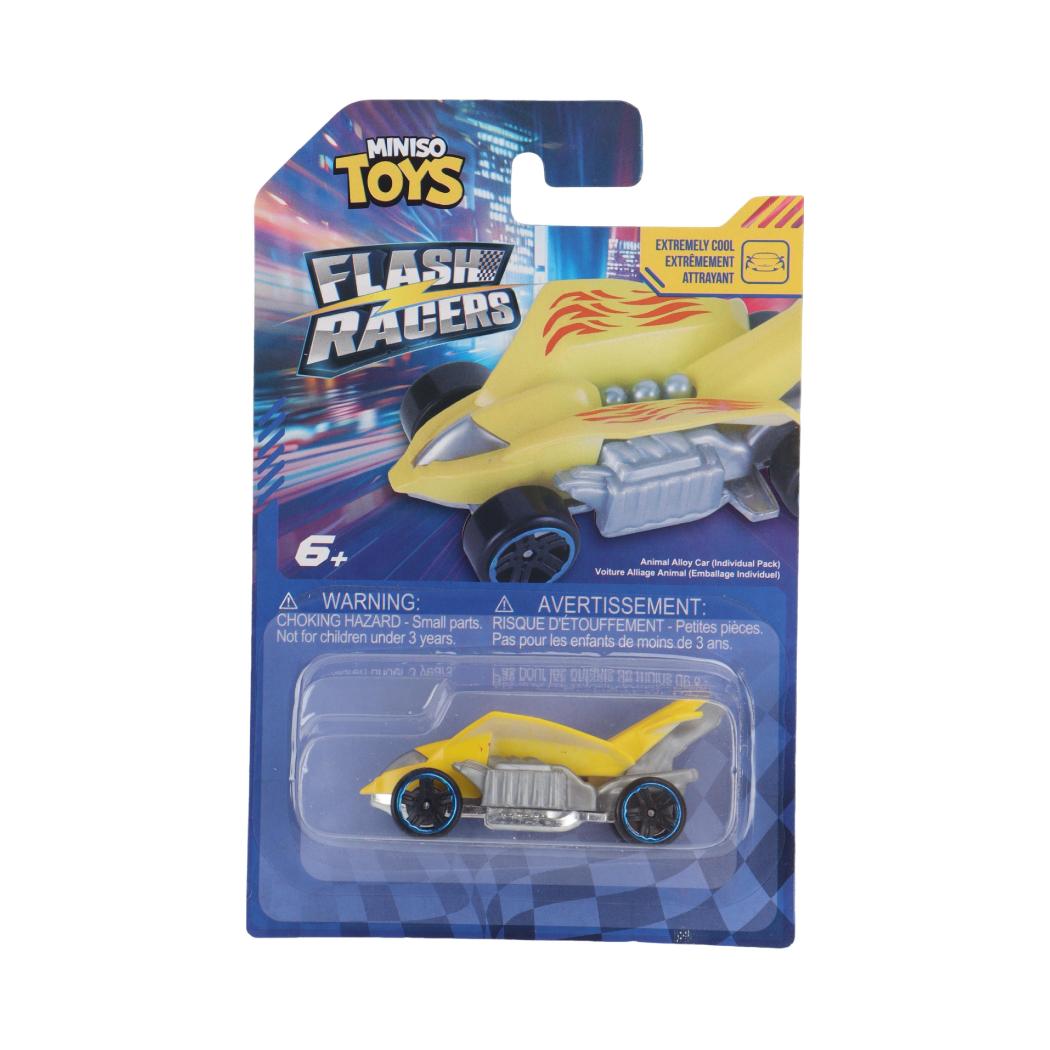 MINISO
TOYS
FLASH
RACERS
EXTREMELY COOL
EXTRÊMEMENT
ATTRAYANT
6+
Animal Alloy Car (Individual Pack)
Voiture Alliage Animal (Emballage Individuel)
⚠ WARNING:
CHOKING HAZARD - Small parts.
Not for children under 3 years.
⚠ AVERTISSEMENT:
RISQUE D'ÉTOUFFEMENT - Petites pièces.
Pas pour les enfants de moins de 3 ans.